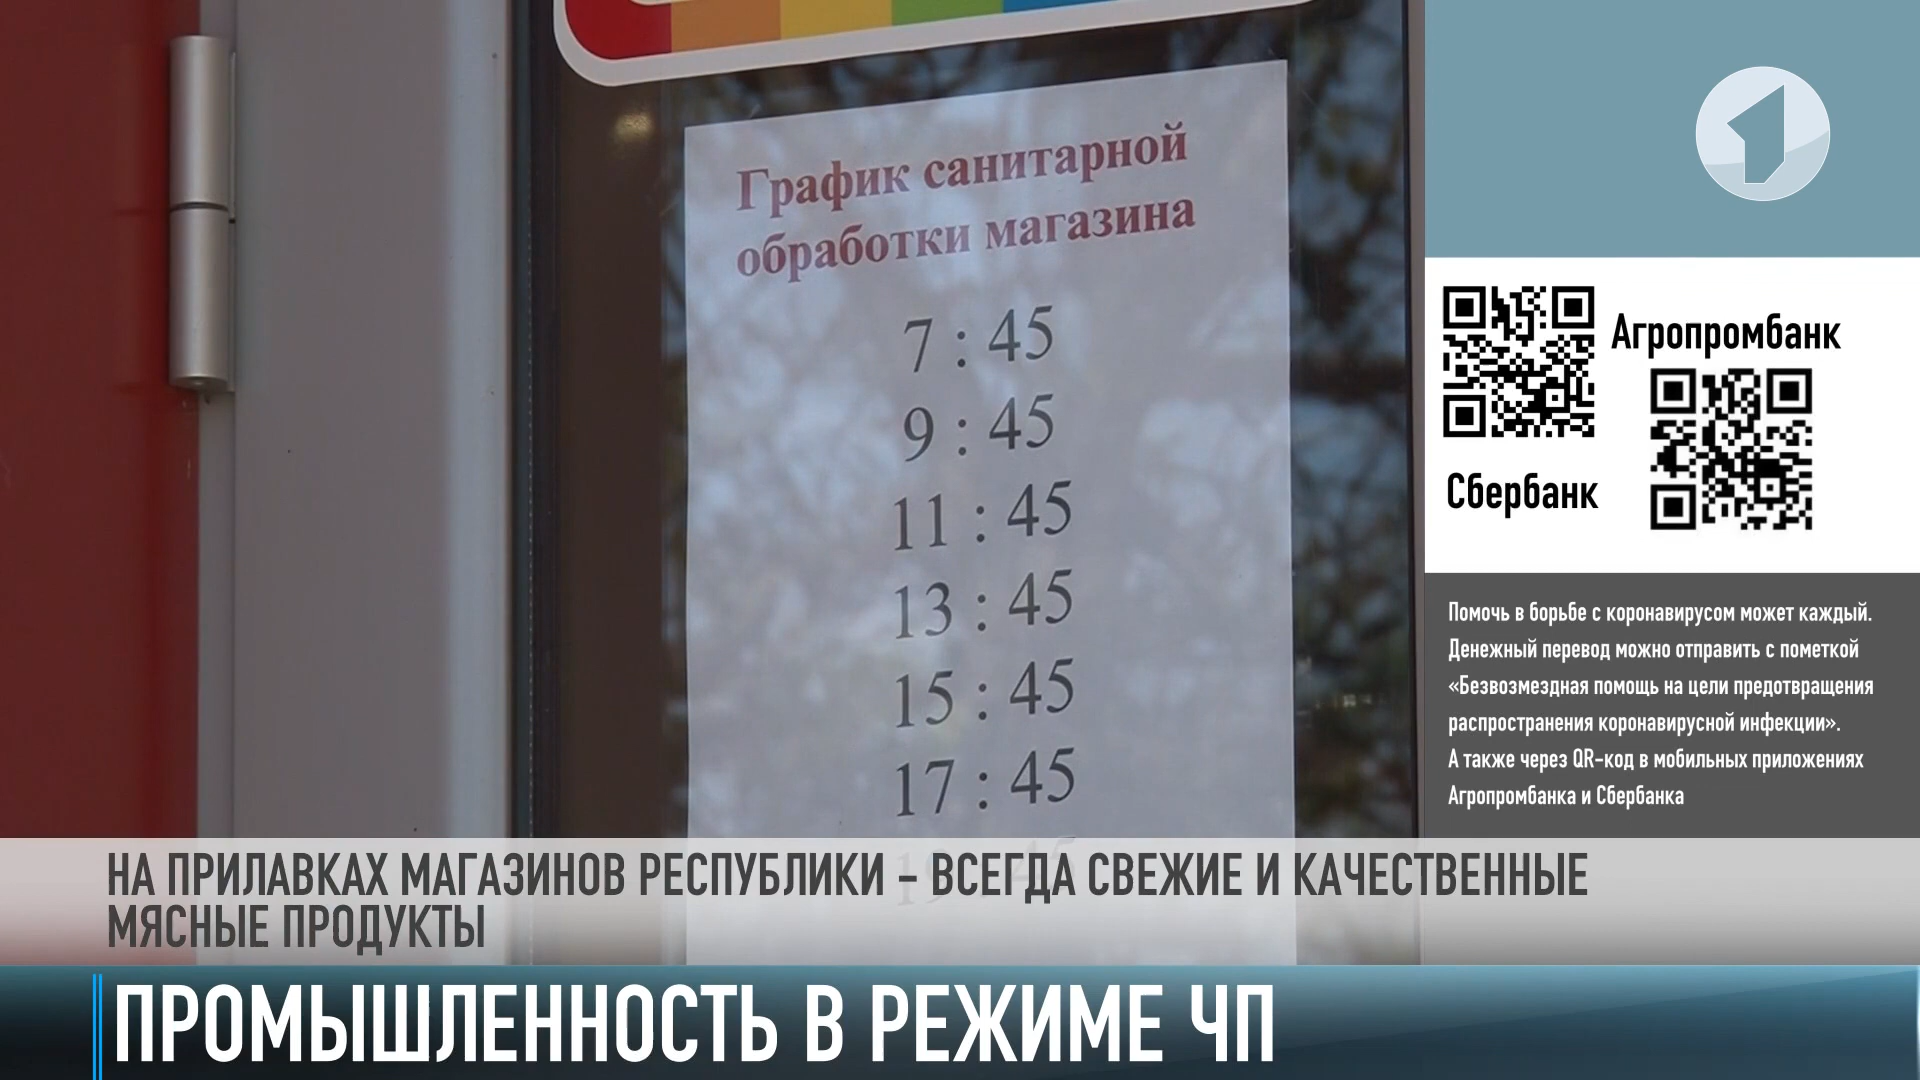 График санитарной
обработки магазина
7 : 45
9 : 45
11 : 45
13 : 45
15 : 45
17 : 45
19 : 45
Агропромбанк
Сбербанк
Помочь в борьбе с коронавирусом может каждый.
Денежный перевод можно отправить с пометкой
«Безвозмездная помощь на цели предотвращения
распространения коронавирусной инфекции».
А также через QR-код в мобильных приложениях
Агропромбанка и Сбербанка
НА ПРИЛАВКАХ МАГАЗИНОВ РЕСПУБЛИКИ - ВСЕГДА СВЕЖИЕ И КАЧЕСТВЕННЫЕ
МЯСНЫЕ ПРОДУКТЫ
ПРОМЫШЛЕННОСТЬ В РЕЖИМЕ ЧП